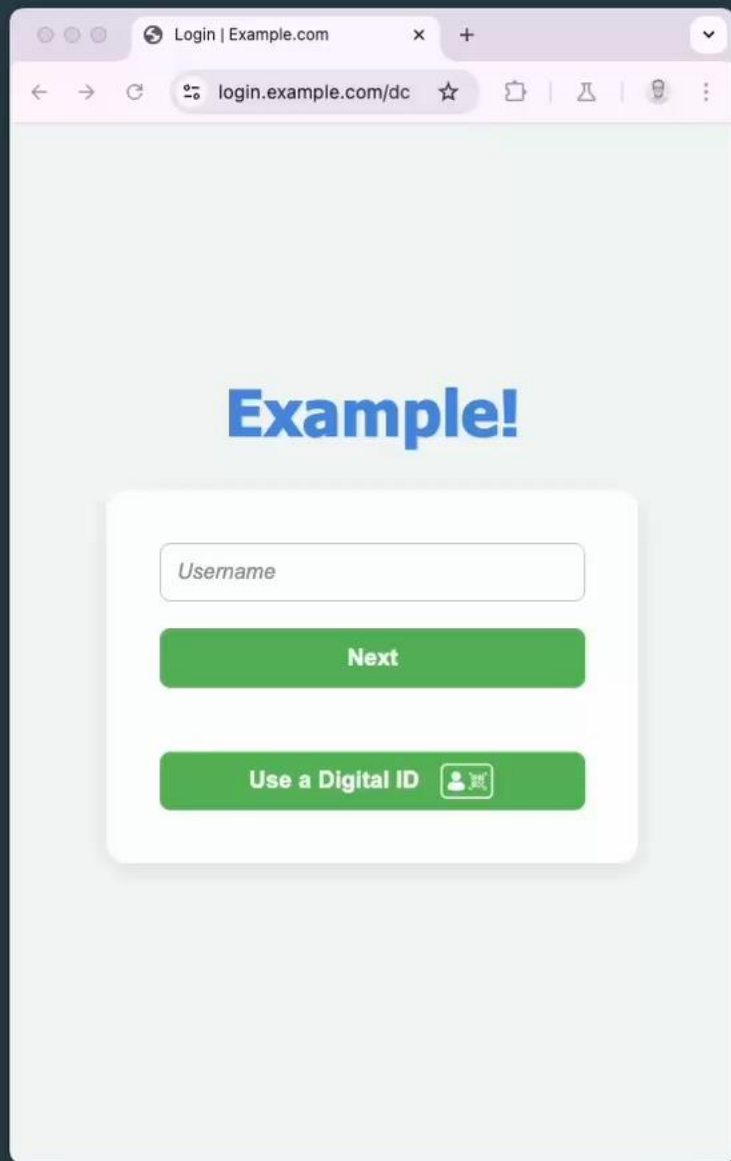 Login | Example.com
login.example.com/dc
Example!
Username
Next
Use a Digital ID